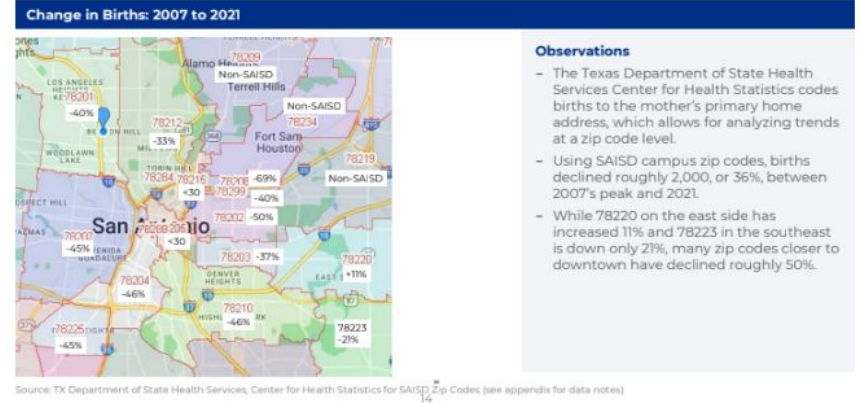 Change in Births: 2007 to 2021
78209
Non-SAISD
Terrell Hills
LOS ANGELES
78201
-40%
Non-SAISD
78234
78212
-33%
Fort Sam
Houston
WOODLAWN
LAKE
78219
Non-SAISD
TOBIN HILL
78284 78215
<30
78208 -69%
78299 -40%
78202 -50%
San Antonio
<30
78207
-45%
GUADALUPE
78203 -37%
78220
+11%
DENVER
HEIGHTS
78204
-46%
78210
-46%
78225
-45%
78223
-21%
Observations
- The Texas Department of State Health
Services Center for Health Statistics codes
births to the mother's primary home
address, which allows for analyzing trends
at a zip code level.
- Using SAISD campus zip codes, births
declined roughly 2,000, or 36%, between
2007's peak and 2021.
- While 78220 on the east side has
increased 11% and 78223 in the southeast
is down only 21%, many zip codes closer to
downtown have declined roughly 50%.
Source: TX Department of State Health Services, Center for Health Statistics for SAISD Zip Codes (see appendix for data notes)
14